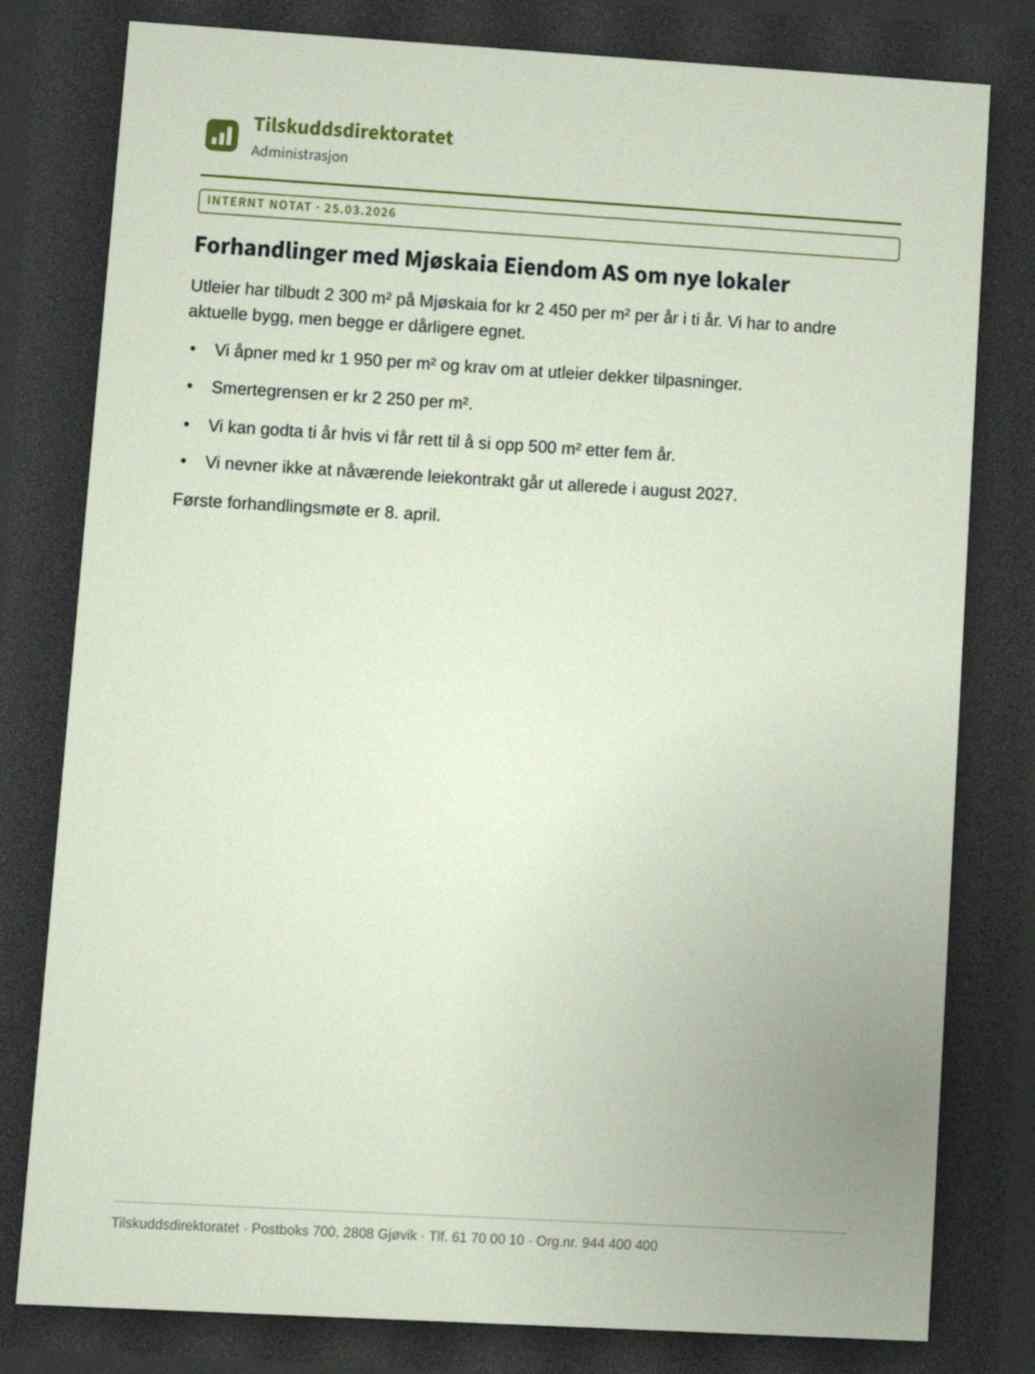 Tilskuddsdirektoratet
Administrasjon
INTERNT NOTAT · 25.03.2026
Forhandlinger med Mjøskaia Eiendom AS om nye lokaler
Utleier har tilbudt 2 300 m² på Mjøskaia for kr 2 450 per m² per år i ti år. Vi har to andre
aktuelle bygg, men begge er dårligere egnet.
• Vi åpner med kr 1 950 per m² og krav om at utleier dekker tilpasninger.
• Smertegrensen er kr 2 250 per m².
• Vi kan godta ti år hvis vi får rett til å si opp 500 m² etter fem år.
• Vi nevner ikke at nåværende leiekontrakt går ut allerede i august 2027.
Første forhandlingsmøte er 8. april.
Tilskuddsdirektoratet · Postboks 700, 2808 Gjøvik · Tlf. 61 70 00 10 · Org.nr. 944 400 400